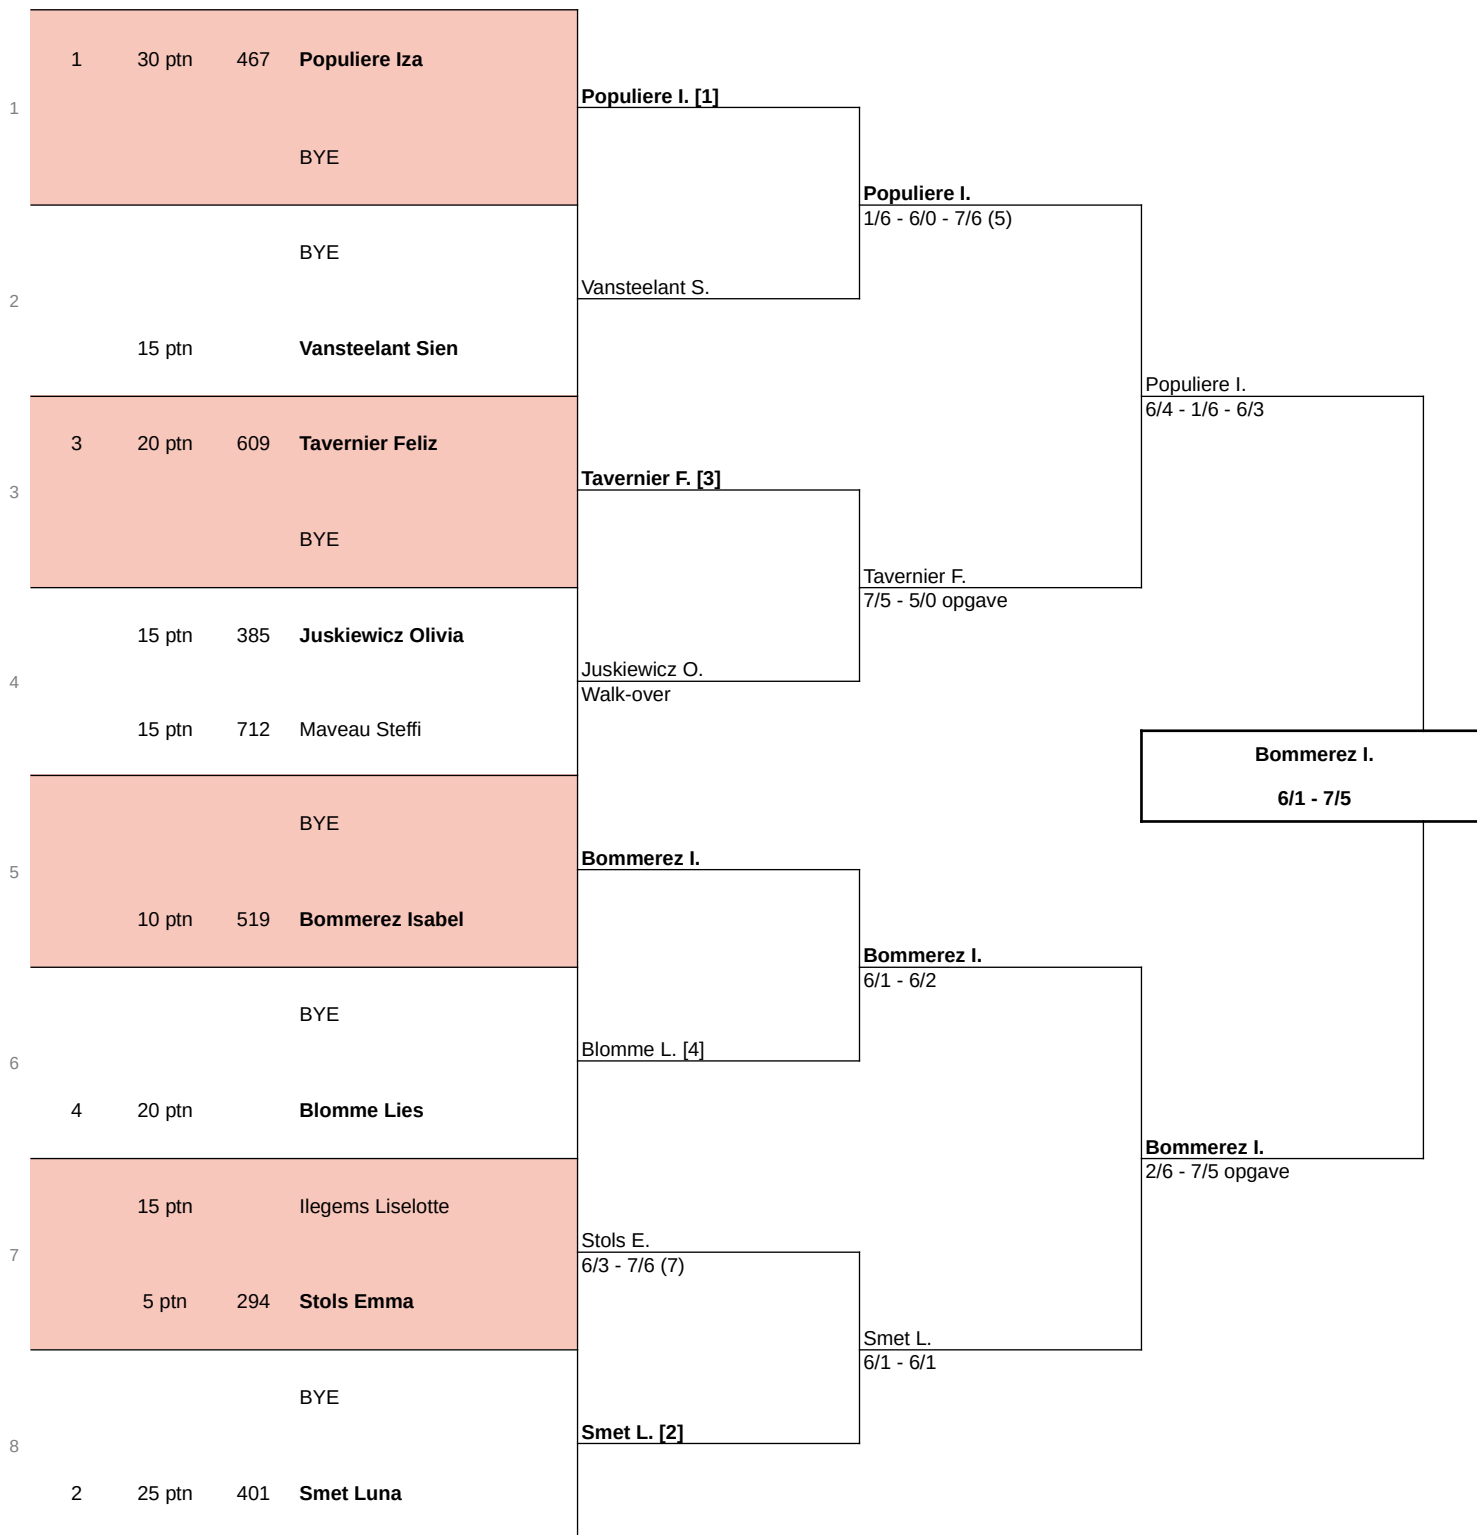 1 30 ptn 467 Populiere Iza
Populiere I. [1]
1
BYE
Populiere I.
1/6 - 6/0 - 7/6 (5)
BYE
Vansteelant S.
2
15 ptn Vansteelant Sien
Populiere I.
6/4 - 1/6 - 6/3
3 20 ptn 609 Tavernier Feliz
Tavernier F. [3]
3
BYE
Tavernier F.
7/5 - 5/0 opgave
15 ptn 385 Juskiewicz Olivia
Juskiewicz O.
4
Walk-over
15 ptn 712 Maveau Steffi
Bommerez I.
6/1 - 7/5
BYE
Bommerez I.
5
10 ptn 519 Bommerez Isabel
Bommerez I.
6/1 - 6/2
BYE
Blomme L. [4]
6
4 20 ptn Blomme Lies
Bommerez I.
2/6 - 7/5 opgave
15 ptn Ilegems Liselotte
Stols E.
7
6/3 - 7/6 (7)
5 ptn 294 Stols Emma
Smet L.
6/1 - 6/1
BYE
Smet L. [2]
8
2 25 ptn 401 Smet Luna